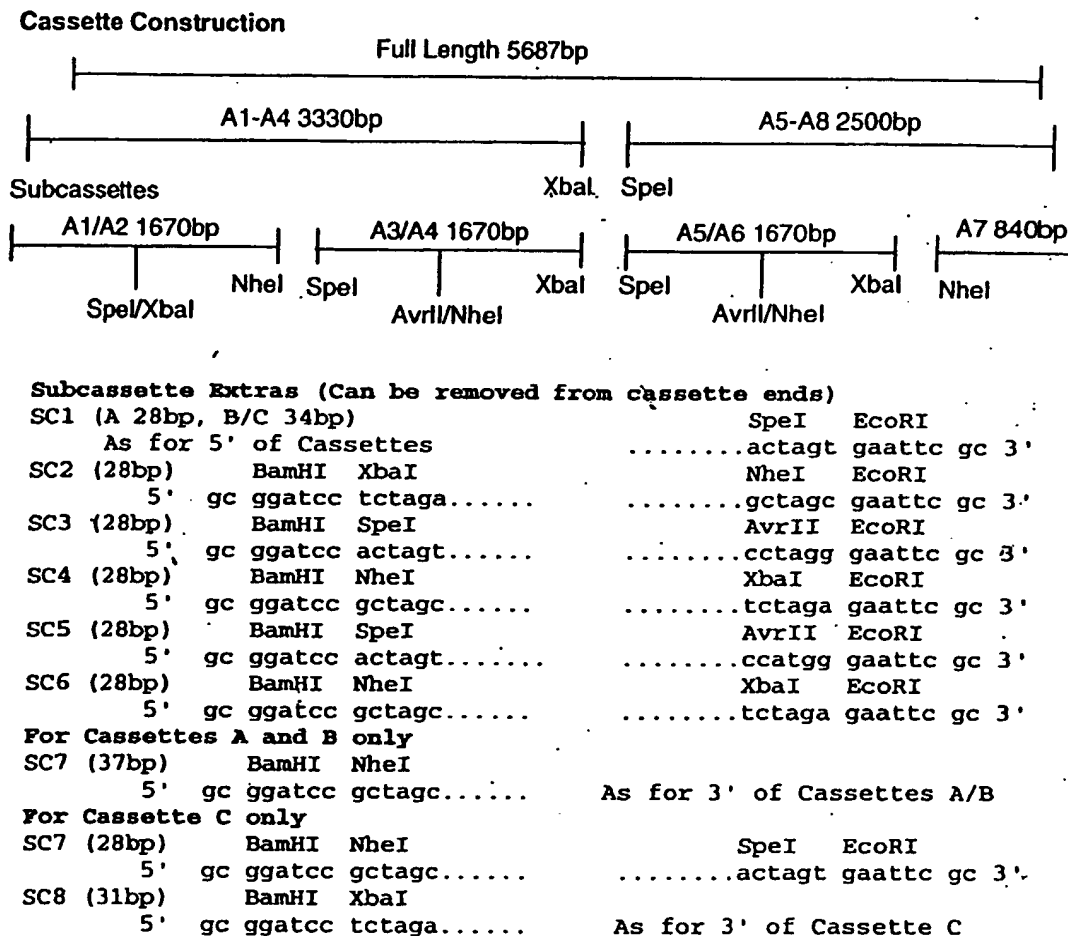 Cassette Construction
Full Length 5687bp
A1-A4 3330bp A5-A8 2500bp
Subcassettes XbaI SpeI
A1/A2 1670bp A3/A4 1670bp A5/A6 1670bp A7 840bp
NheI SpeI XbaI SpeI XbaI NheI
SpeI/XbaI AvrII/NheI AvrII/NheI
Subcassette Extras (Can be removed from cassette ends)
SC1 (A 28bp, B/C 34bp) SpeI EcoRI
As for 5' of Cassettes ........actagt gaattc gc 3'
SC2 (28bp) BamHI XbaI NheI EcoRI
5' gc ggatcc tctaga...... ........gctagc gaattc gc 3'
SC3 (28bp) BamHI SpeI AvrII EcoRI
5' gc ggatcc actagt...... ........cctagg gaattc gc 3'
SC4 (28bp) BamHI NheI XbaI EcoRI
5' gc ggatcc gctagc...... ........tctaga gaattc gc 3'
SC5 (28bp) BamHI SpeI AvrII EcoRI
5' gc ggatcc actagt....... ........ccatgg gaattc gc 3'
SC6 (28bp) BamHI NheI XbaI EcoRI
5' gc ggatcc gctagc...... ........tctaga gaattc gc 3'
For Cassettes A and B only
SC7 (37bp) BamHI NheI
5' gc ggatcc gctagc...... As for 3' of Cassettes A/B
For Cassette C only
SC7 (28bp) BamHI NheI SpeI EcoRI
5' gc ggatcc gctagc...... ........actagt gaattc gc 3'
SC8 (31bp) BamHI XbaI
5' gc ggatcc tctaga...... As for 3' of Cassette C